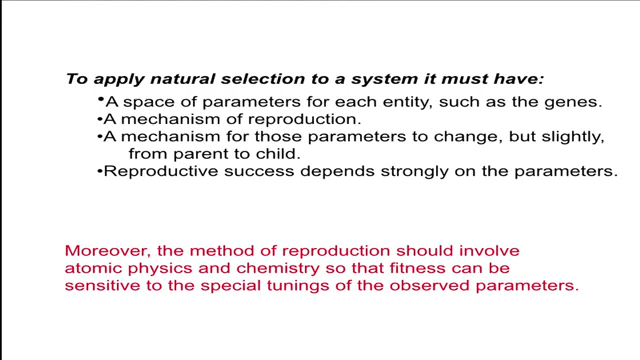 To apply natural selection to a system it must have:
•A space of parameters for each entity, such as the genes.
•A mechanism of reproduction.
•A mechanism for those parameters to change, but slightly,
from parent to child.
•Reproductive success depends strongly on the parameters.
Moreover, the method of reproduction should involve
atomic physics and chemistry so that fitness can be
sensitive to the special tunings of the observed parameters.